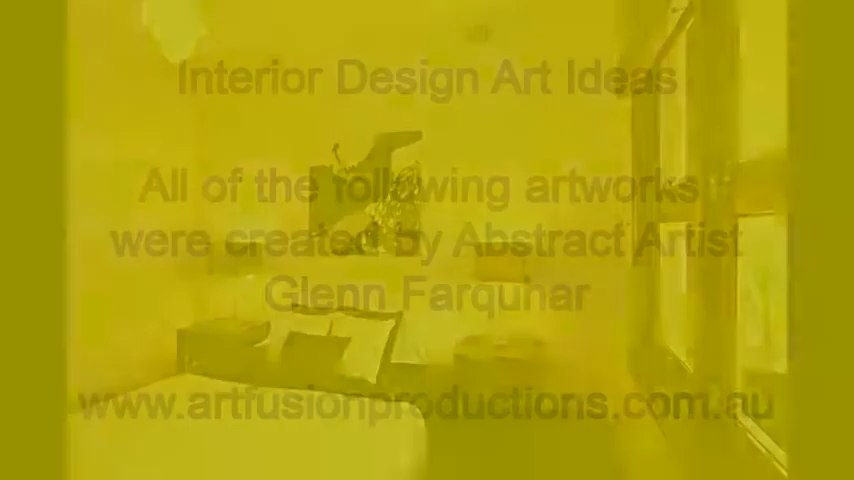 Interior Design Art Ideas
All of the following artworks
were created by Abstract Artist
Glenn Farquhar
www.artfusionproductions.com.au